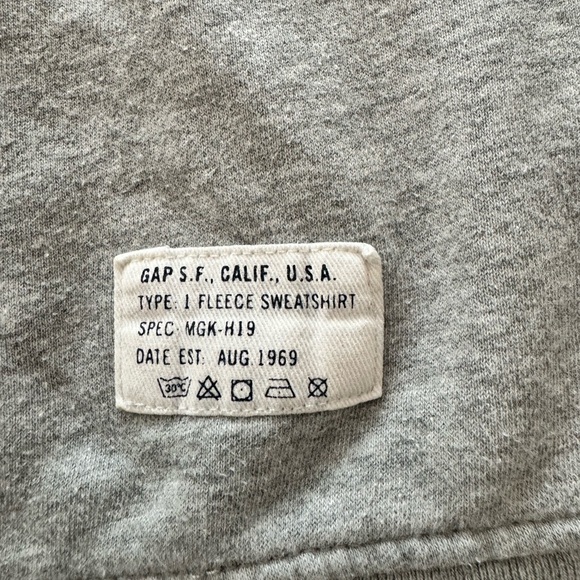 GAP S.F., CALIF., U.S.A.
TYPE: 1 FLEECE SWEATSHIRT
SPEC: MGK-H19
DATE EST: AUG. 1969
30°C